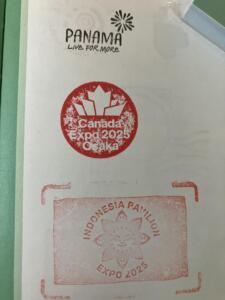 PANAMA
LIVE FOR MORE
Canada
Expo 2025
Osaka
INDONESIA PAVILION
EXPO 2025